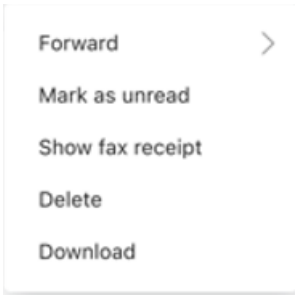 Forward
Mark as unread
Show fax receipt
Delete
Download